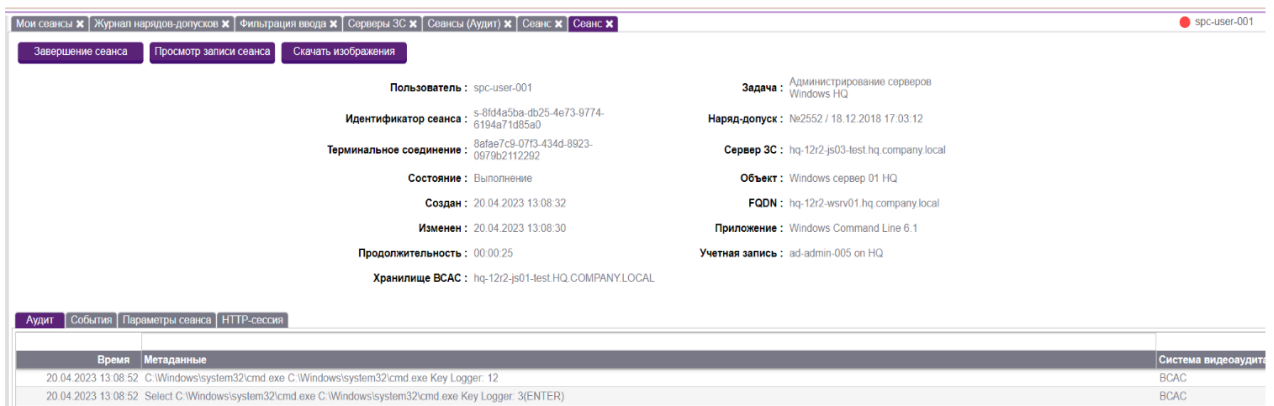 Мои сеансы ✖ Журнал нарядов-допусков ✖ Фильтрация ввода ✖ Серверы ЗС ✖ Сеансы (Аудит) ✖ Сеанс ✖ Сеанс ✖ spc-user-001
Завершение сеанса Просмотр записи сеанса Скачать изображения
Пользователь : spc-user-001
Задача : Администрирование серверов
Windows HQ
Идентификатор сеанса : s-8fd4a5ba-db25-4e73-9774-
6194a71d85a0
Наряд-допуск : №2552 / 18.12.2018 17:03:12
Терминальное соединение : 8afae7c9-07f3-434d-8923-
0979b2112292
Сервер ЗС : hq-12r2-js03-test.hq.company.local
Состояние : Выполнение
Объект : Windows сервер 01 HQ
Создан : 20.04.2023 13:08:32
FQDN : hq-12r2-wsrv01.hq.company.local
Изменен : 20.04.2023 13:08:30
Приложение : Windows Command Line 6.1
Продолжительность : 00:00:25
Учетная запись : ad-admin-005 on HQ
Хранилище ВСАС : hq-12r2-js01-test.HQ.COMPANY.LOCAL
Аудит События Параметры сеанса HTTP-сессия
Время Метаданные Система видеоаудита
20.04.2023 13:08:52 C:\Windows\system32\cmd.exe C:\Windows\system32\cmd.exe Key Logger: 12 ВСАС
20.04.2023 13:08:52 Select C:\Windows\system32\cmd.exe C:\Windows\system32\cmd.exe Key Logger: 3(ENTER) ВСАС